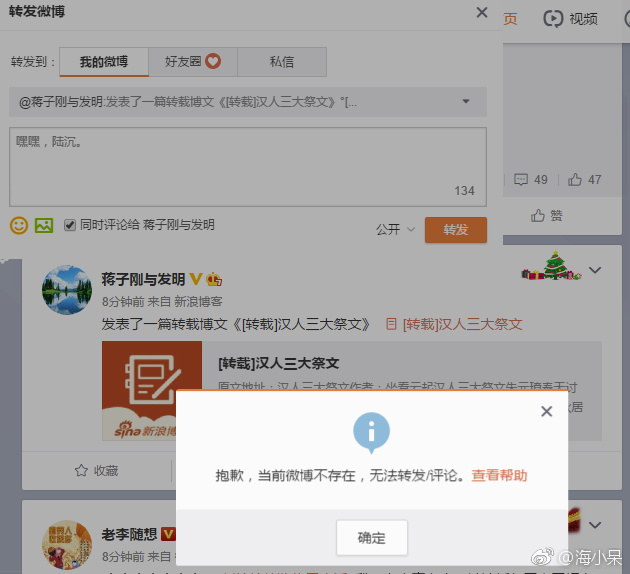 转发微博
页 视频
转发到： 我的微博 好友圈 私信
@蒋子刚与发明:发表了一篇转载博文《[转载]汉人三大祭文》°[...
嘿嘿，陆沉。
134
49 47
同时评论给 蒋子刚与发明
公开 转发
赞
蒋子刚与发明
8分钟前 来自 新浪博客
发表了一篇转载博文《[转载]汉人三大祭文》 [转载]汉人三大祭文
[转载]汉人三大祭文
原文地址：汉人三大祭文作者：坐看云起汉人三大祭文
sina新浪博
抱歉，当前微博不存在，无法转发/评论。查看帮助
收藏
确定
老李随想
8分钟前 来自
@海小呆